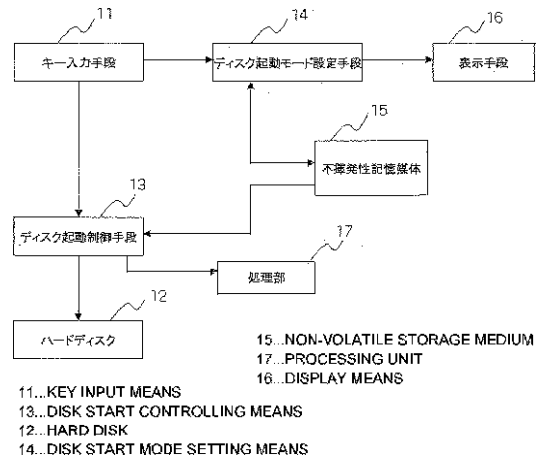 11
14
16
キー入力手段
ディスク起動モード設定手段
表示手段
15
不揮発性記憶媒体
13
ディスク起動制御手段
17
処理部
12
ハードディスク
15...NON-VOLATILE STORAGE MEDIUM
17...PROCESSING UNIT
16...DISPLAY MEANS
11...KEY INPUT MEANS
13...DISK START CONTROLLING MEANS
12...HARD DISK
14...DISK START MODE SETTING MEANS